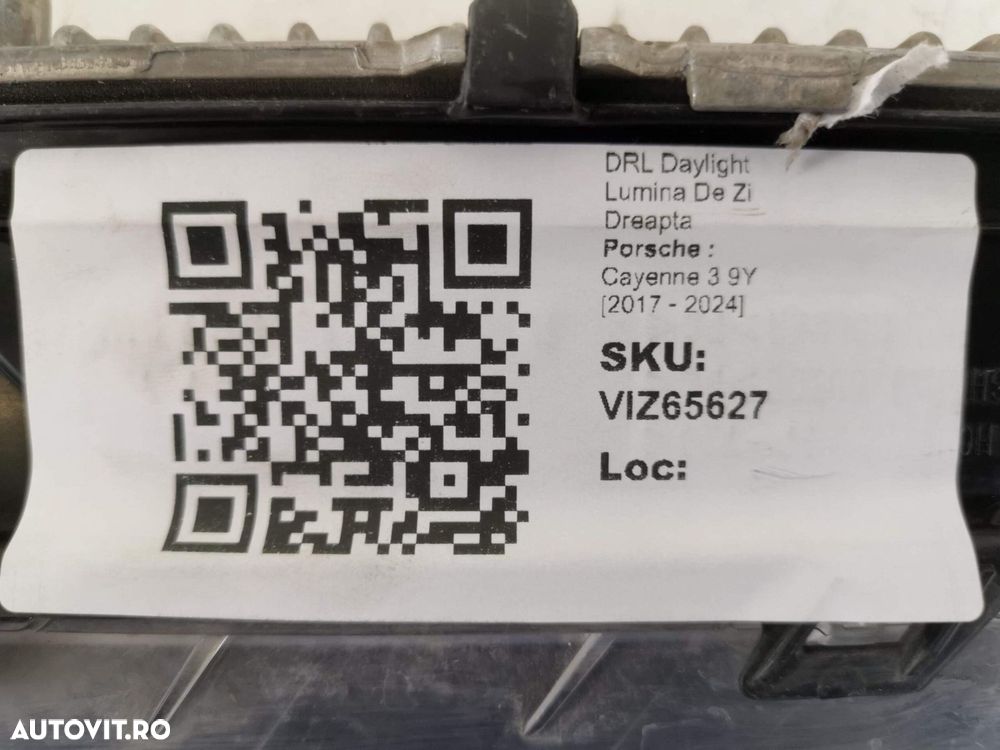 DRL Daylight
Lumina De Zi
Dreapta
Porsche :
Cayenne 3 9Y
[2017 - 2024]
SKU:
VIZ65627
Loc:
AUTOVIT.RO